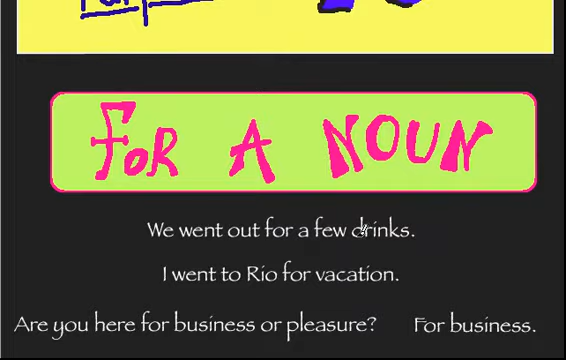 FoR A NOUN
We went out for a few drinks.
I went to Rio for vacation.
Are you here for business or pleasure? For business.